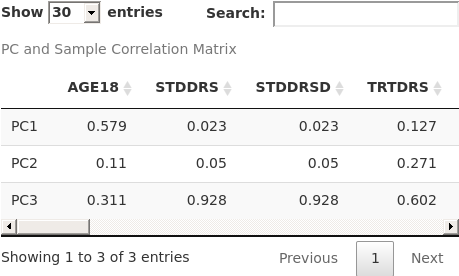 Show 30 entries Search:
PC and Sample Correlation Matrix
AGE18 STDDRS STDDRSD TRTDRS
PC1 0.579 0.023 0.023 0.127
PC2 0.11 0.05 0.05 0.271
PC3 0.311 0.928 0.928 0.602
Showing 1 to 3 of 3 entries Previous 1 Next